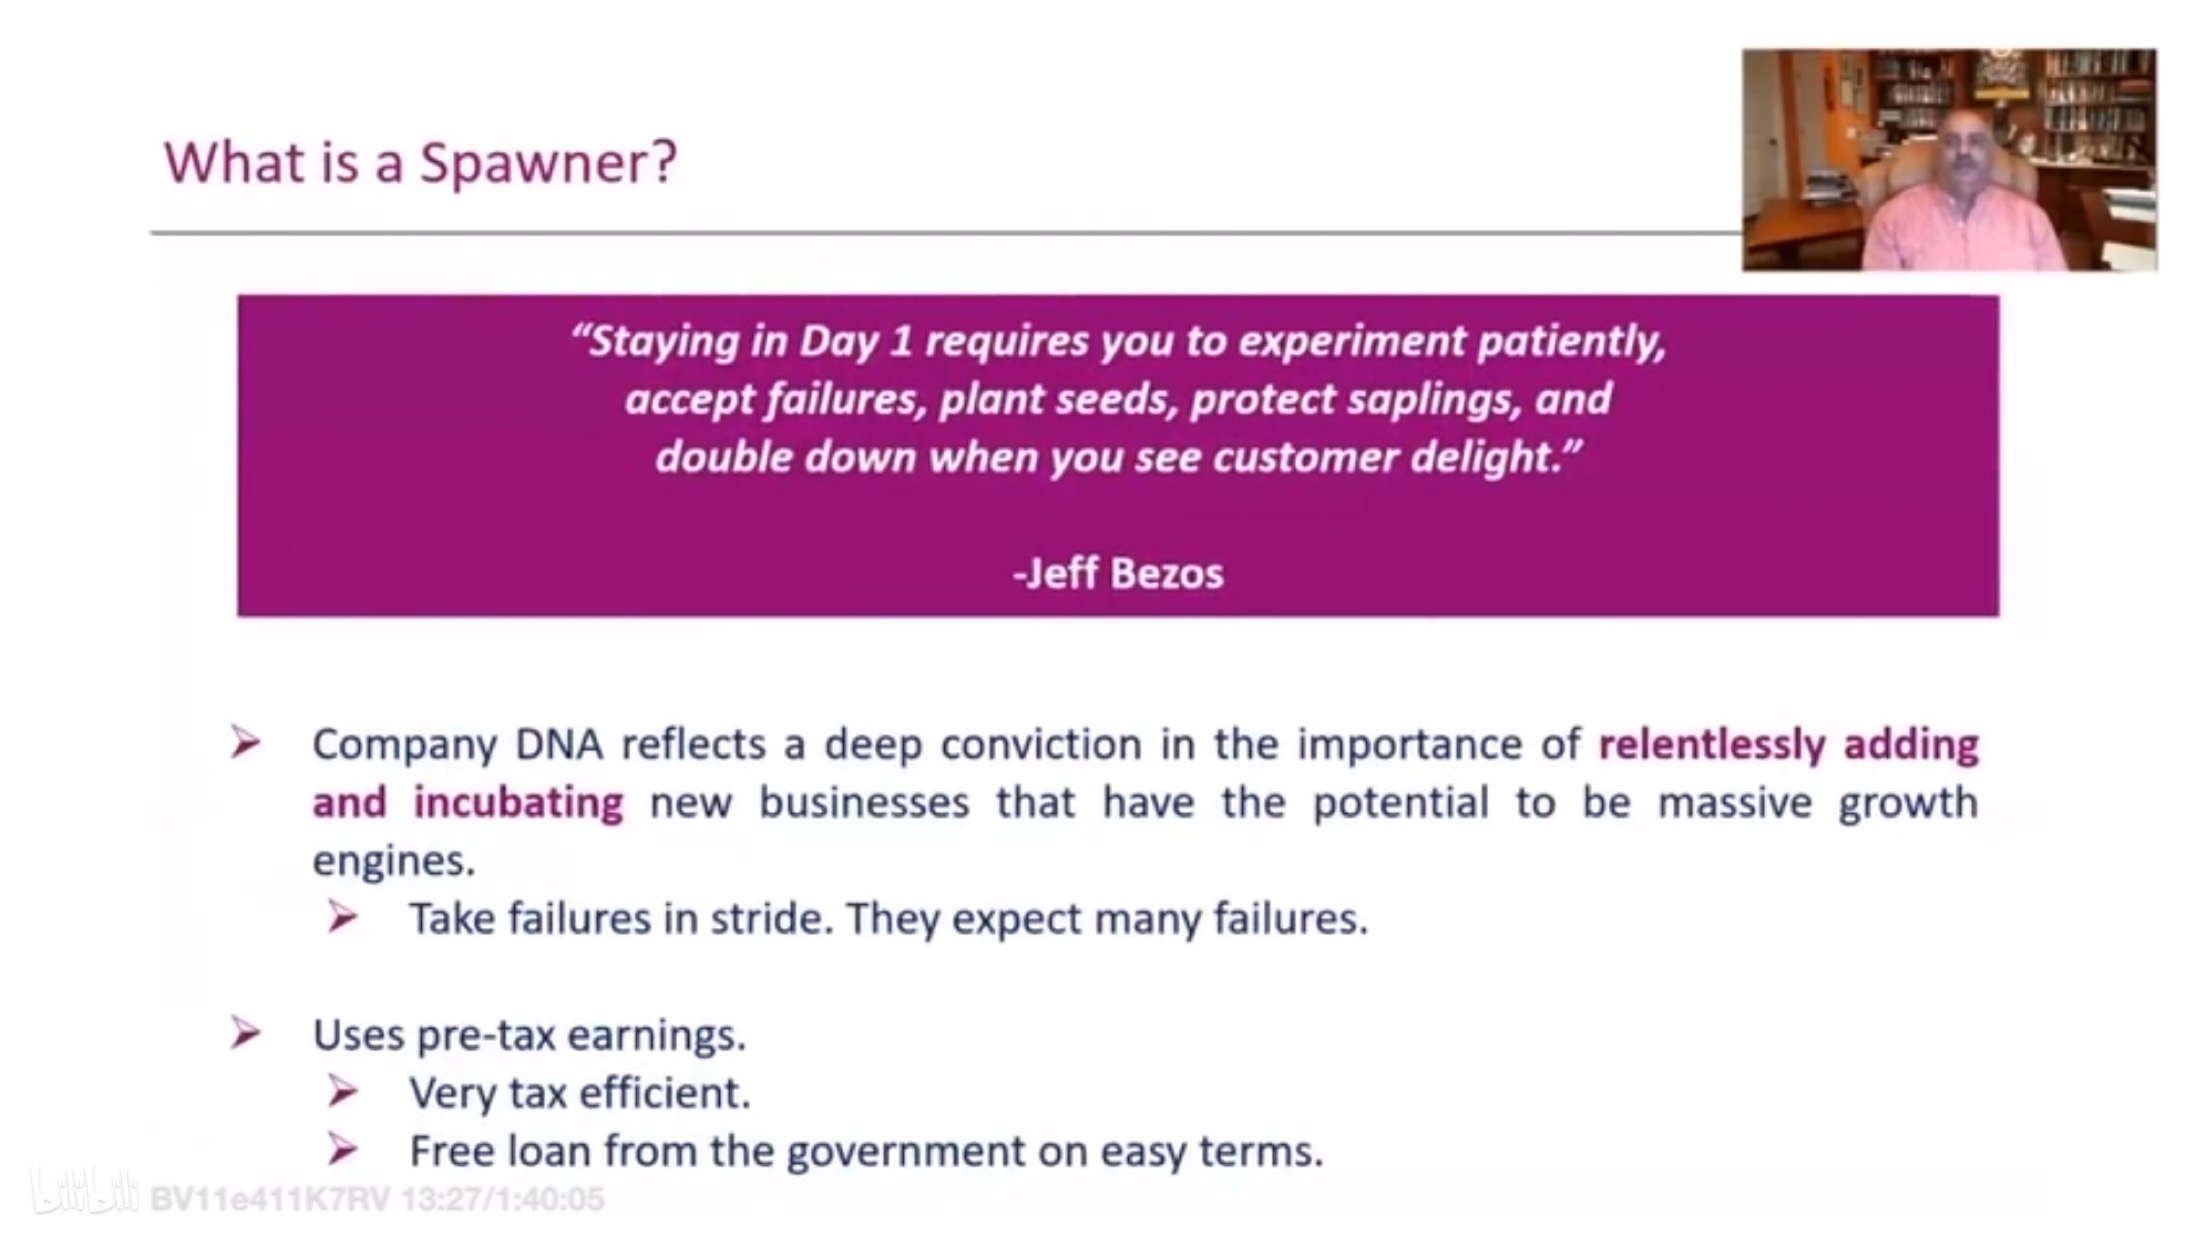 What is a Spawner?
“Staying in Day 1 requires you to experiment patiently,
accept failures, plant seeds, protect saplings, and
double down when you see customer delight.”
-Jeff Bezos
Company DNA reflects a deep conviction in the importance of relentlessly adding
and incubating new businesses that have the potential to be massive growth
engines.
Take failures in stride. They expect many failures.
Uses pre-tax earnings.
Very tax efficient.
Free loan from the government on easy terms.
bilibili BV11e411K7RV 13:27/1:40:05